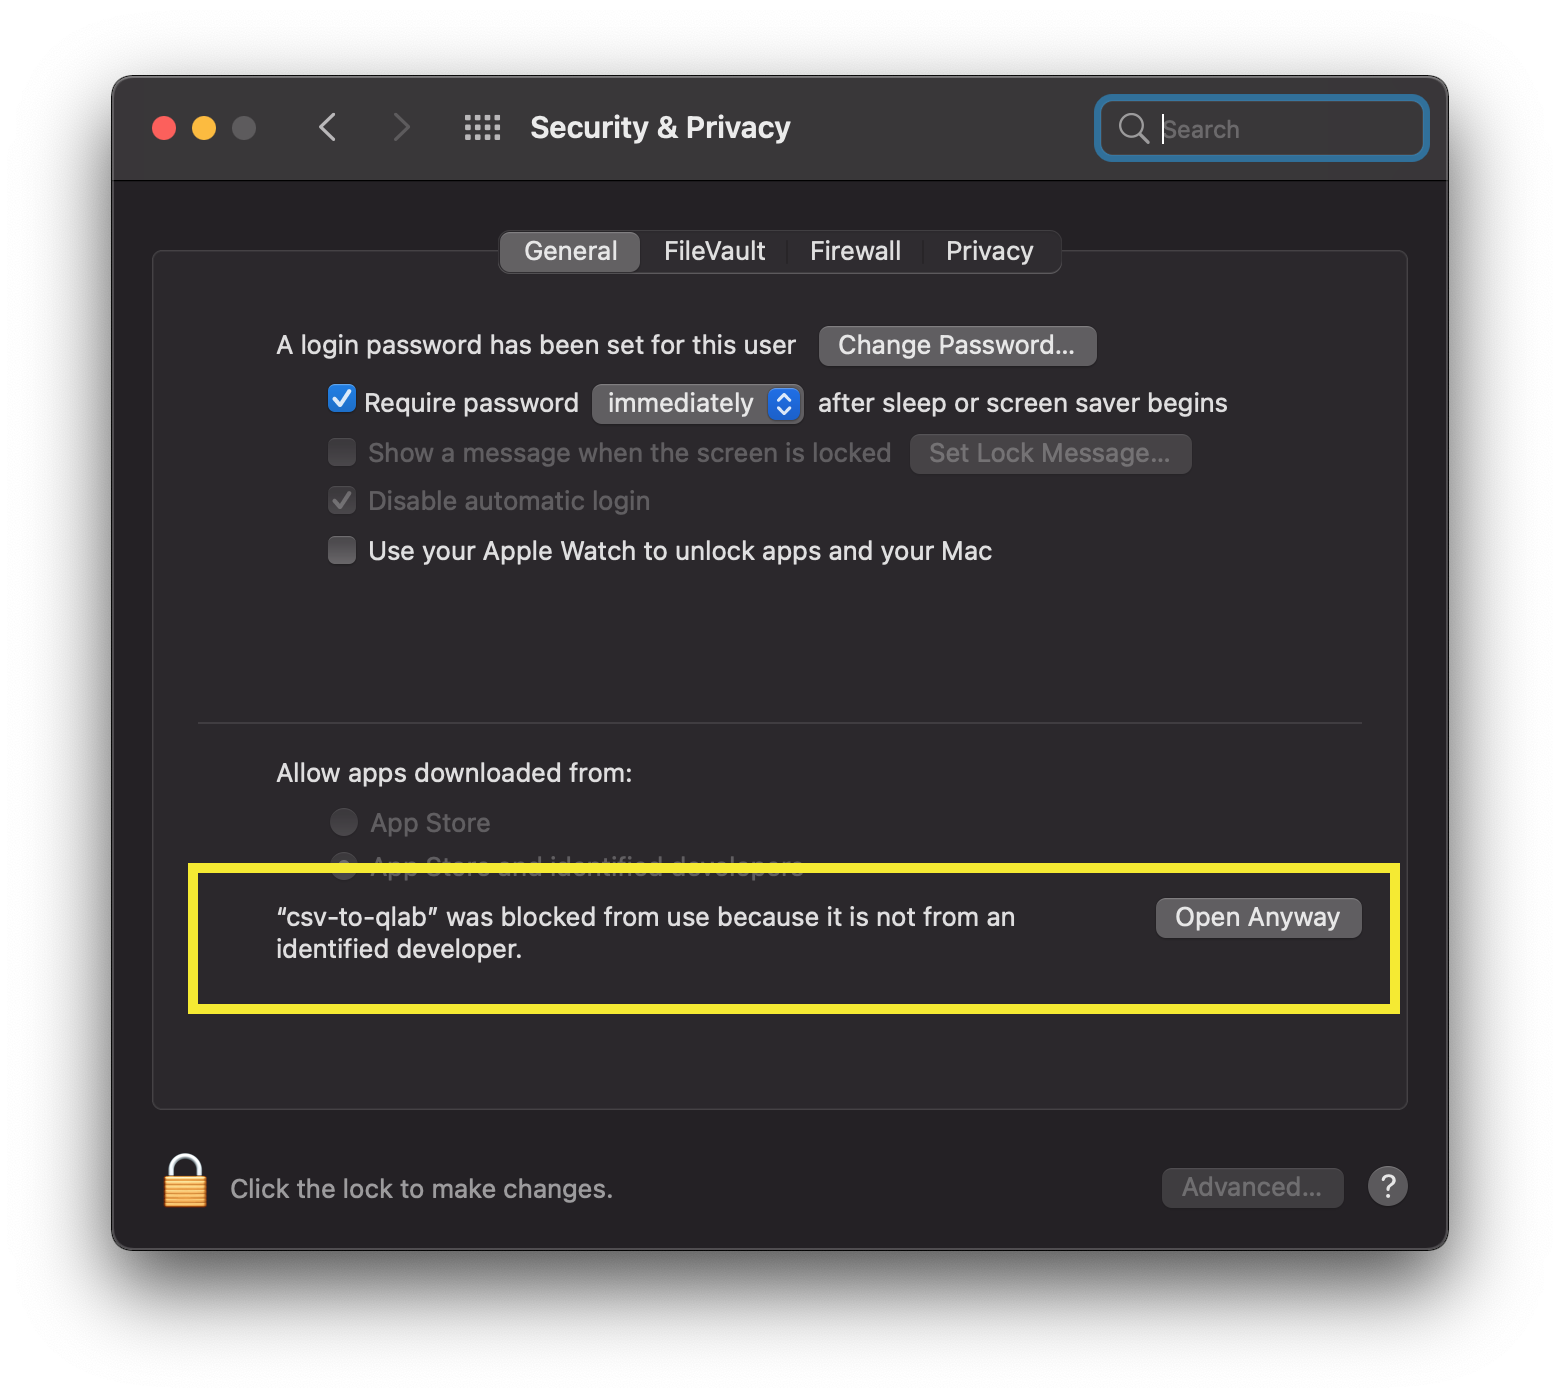 Security & Privacy
Search
General FileVault Firewall Privacy
A login password has been set for this user Change Password...
Require password immediately after sleep or screen saver begins
Show a message when the screen is locked Set Lock Message...
Disable automatic login
Use your Apple Watch to unlock apps and your Mac
Allow apps downloaded from:
App Store
App Store and identified developers
“csv-to-qlab” was blocked from use because it is not from an Open Anyway
identified developer.
Click the lock to make changes. Advanced... ?